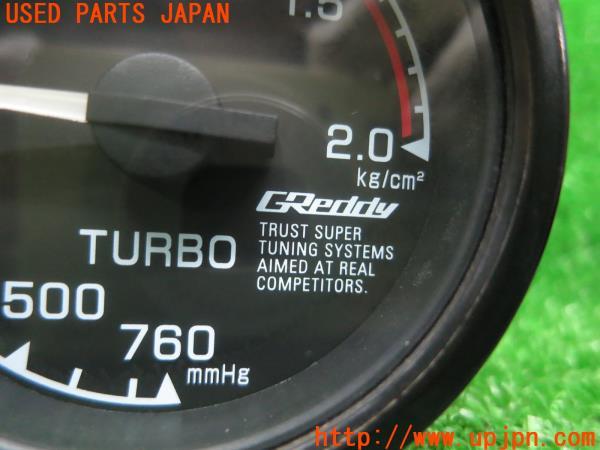 USED PARTS JAPAN
1.5
2.0
kg/cm²
GReddy
TRUST SUPER
TUNING SYSTEMS
AIMED AT REAL
COMPETITORS.
TURBO
500
760
mmHg
http://www.upjpn.com